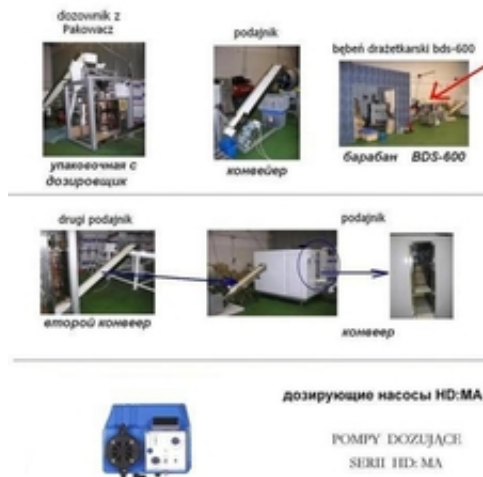 dozownik z
Pakowacz
podajnik
bębeń drażetkarski bds-600
упаковочная с
дозировщик
конвейер
барабан BDS-600
drugi podajnik
podajnik
второй конвеер
конвеер
дозирующие насосы HD:MA
POMPY DOZUJĄCE
SERII HD: MA